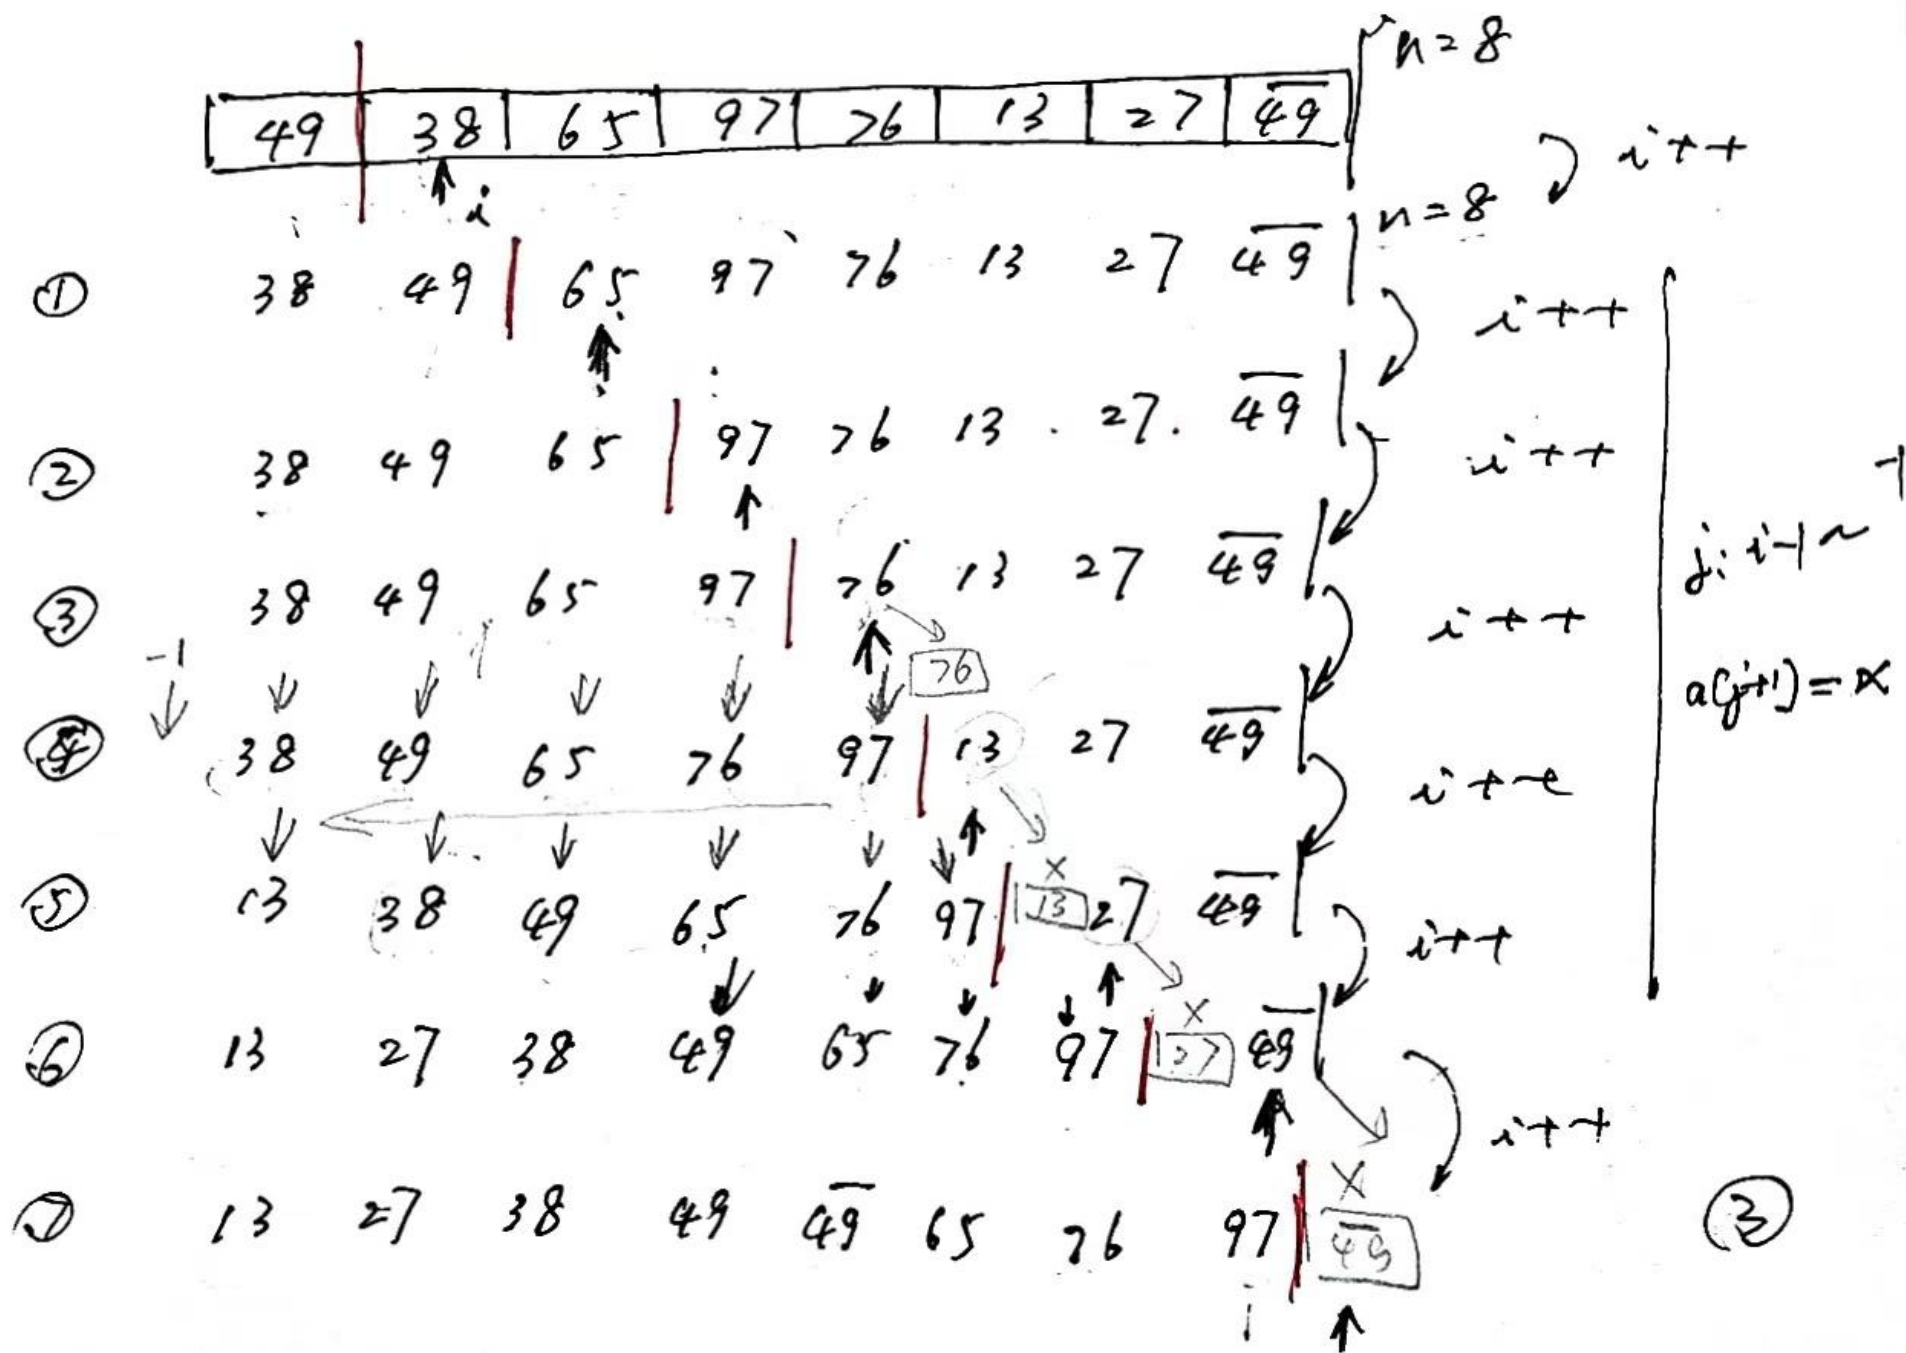 n=8
49 38 65 97 76 13 27 4̅9̅
i++
i
n=8
① 38 49 65 97 76 13 27 4̅9̅
i++
② 38 49 65 97 76 13 27 4̅9̅
i++
-1
j: i-1~
③ 38 49 65 97 76 13 27 4̅9̅
i++
-1
76
a(j+1)=x
④ 38 49 65 76 97 13 27 4̅9̅
i++
x
⑤ 13 38 49 65 76 97 13 27 4̅9̅
i++
x
⑥ 13 27 38 49 65 76 97 27 4̅9̅
i++
x
⑦ 13 27 38 49 4̅9̅ 65 76 97 4̅9̅
③
i